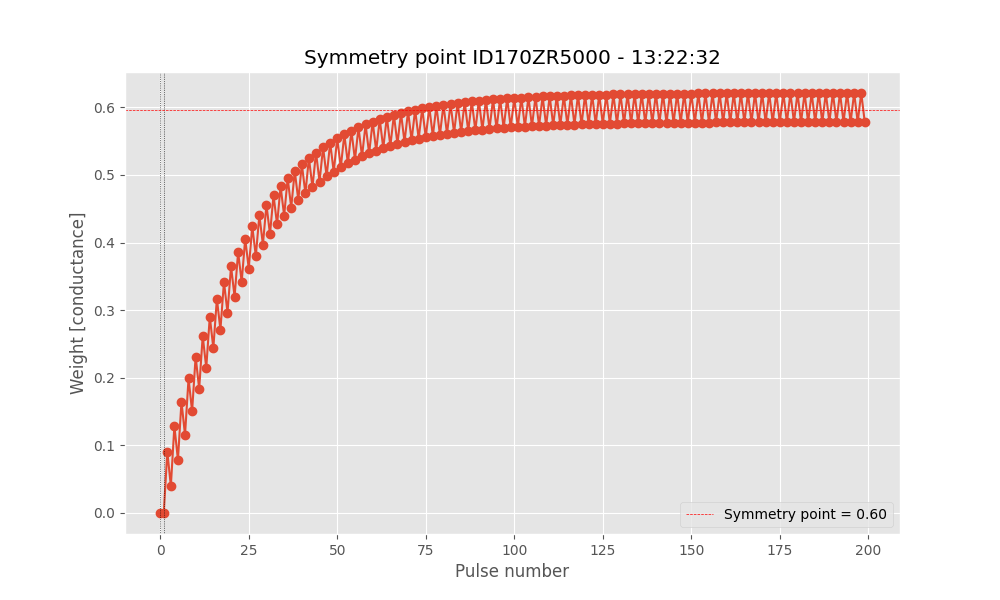 Symmetry point ID170ZR5000 - 13:22:32
Weight [conductance]
0.6
0.5
0.4
0.3
0.2
0.1
0.0
Symmetry point = 0.60
0 25 50 75 100 125 150 175 200
Pulse number